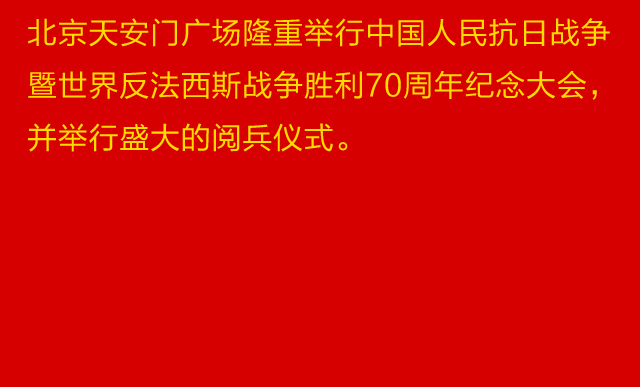 北京天安门广场隆重举行中国人民抗日战争
暨世界反法西斯战争胜利70周年纪念大会，
并举行盛大的阅兵仪式。